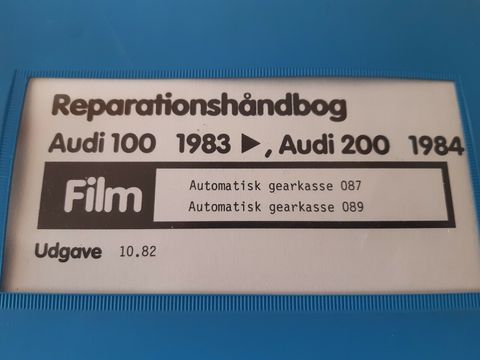 Reparationshåndbog
Audi 100 1983 ►, Audi 200 1984
Film
Automatisk gearkasse 087
Automatisk gearkasse 089
Udgave 10.82